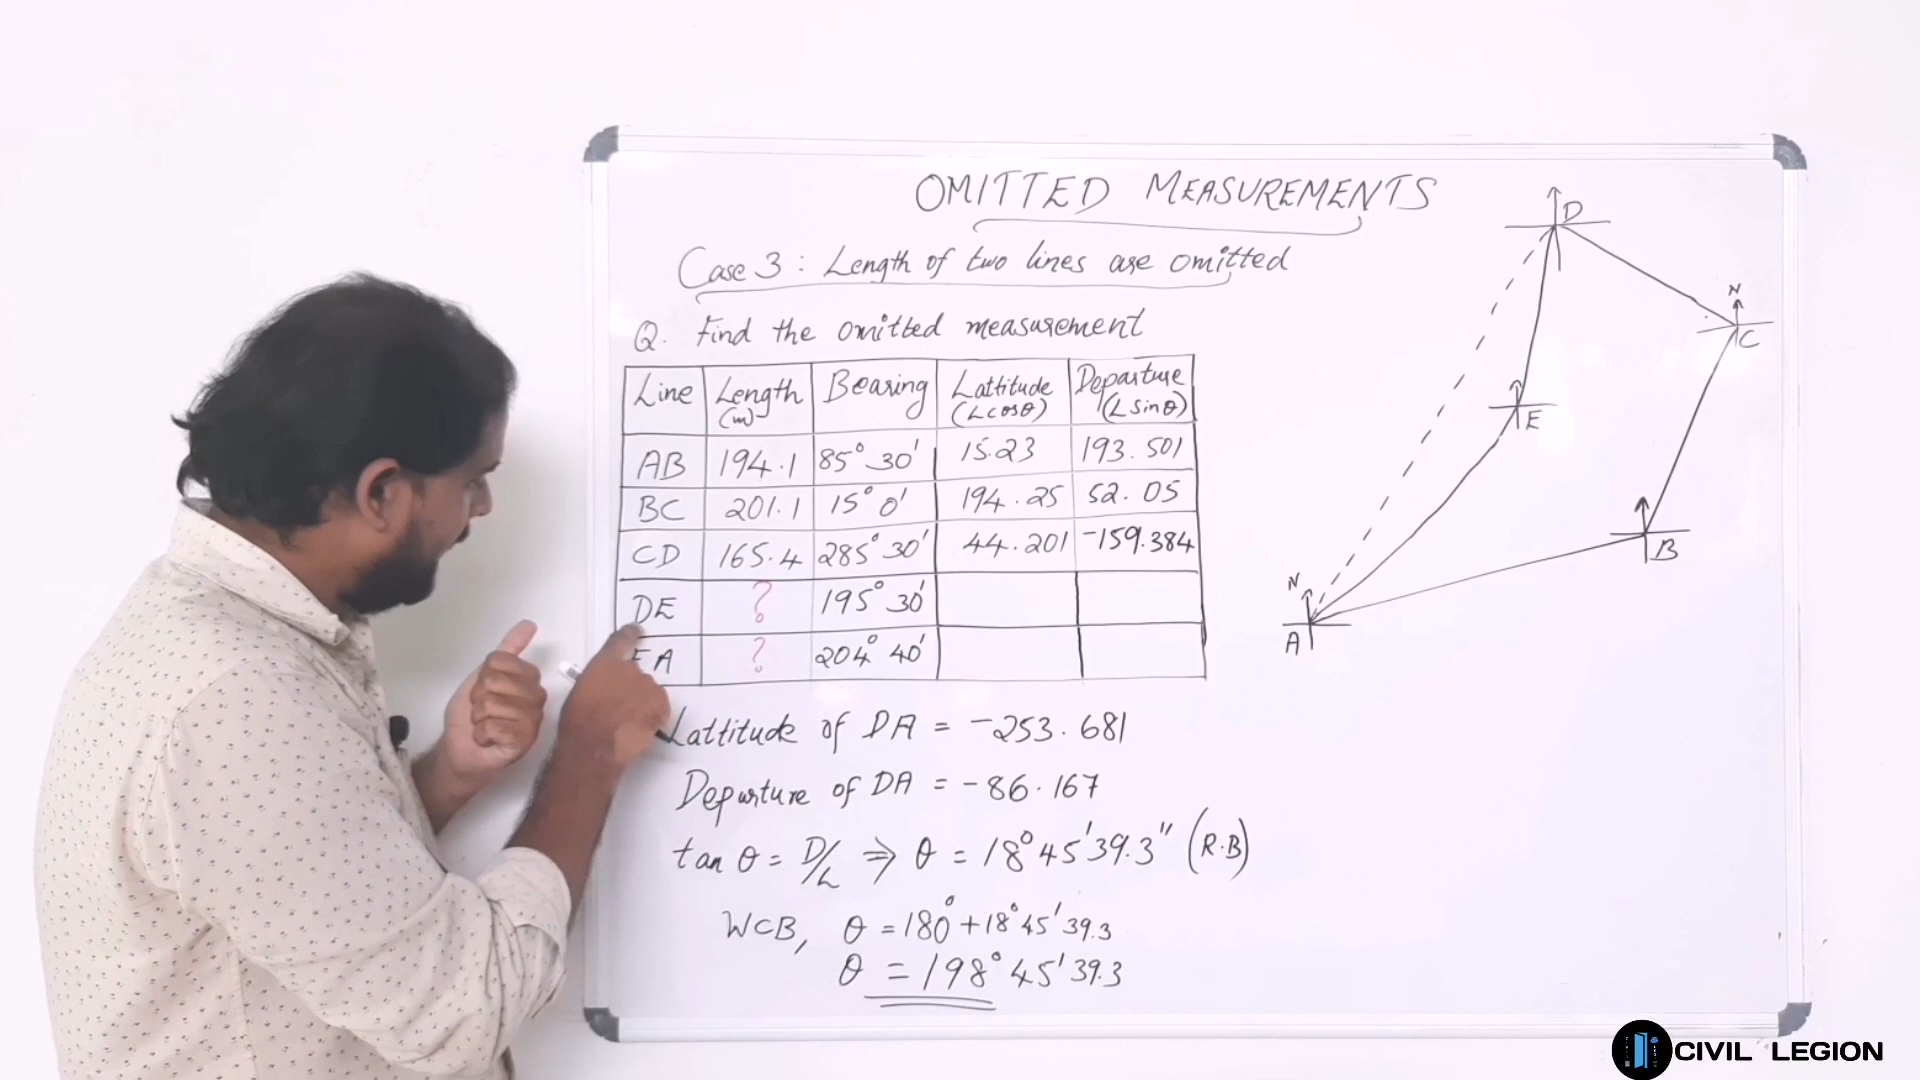 OMITTED MEASUREMENTS
Case 3 : Length of two lines are omitted
Q. Find the omitted measurement
Line Length (m) Bearing Lattitude (L cosθ) Departure (L sinθ)
AB 194.1 85° 30' 15.23 193.501
BC 201.1 15° 0' 194.25 52.05
CD 165.4 285° 30' 44.201 -159.384
DE ? 195° 30'
EA ? 204° 40'
Lattitude of DA = -253.681
Departure of DA = -86.167
tan θ = D/L ⇒ θ = 18° 45' 39.3" (R.B)
WCB, θ = 180° + 18° 45' 39.3
θ = 198° 45' 39.3
D
N
C
E
B
N
A
CIVIL LEGION